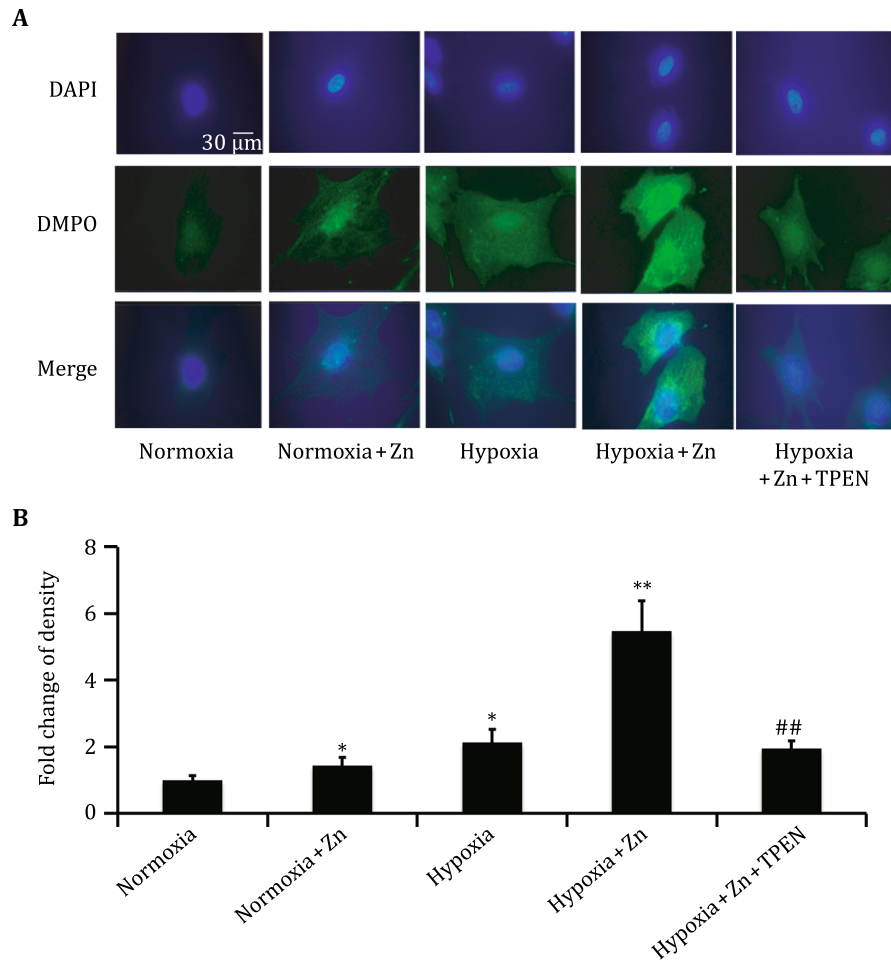 A
DAPI
30 μm
DMPO
Merge
Normoxia
Normoxia + Zn
Hypoxia
Hypoxia + Zn
Hypoxia
+ Zn + TPEN
B
Fold change of density
8
6
4
2
0
*
*
**
##
Normoxia
Normoxia + Zn
Hypoxia
Hypoxia + Zn
Hypoxia + Zn + TPEN